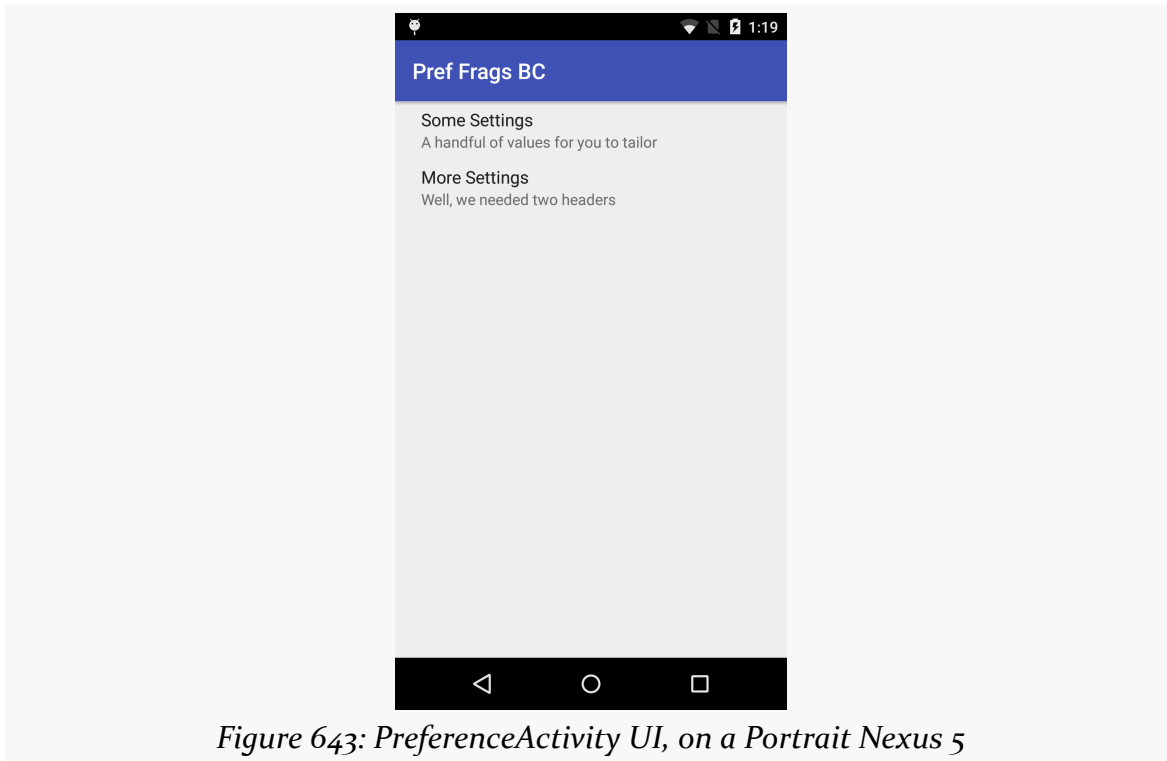 1:19
Pref Frags BC
Some Settings
A handful of values for you to tailor
More Settings
Well, we needed two headers
Figure 643: PreferenceActivity UI, on a Portrait Nexus 5